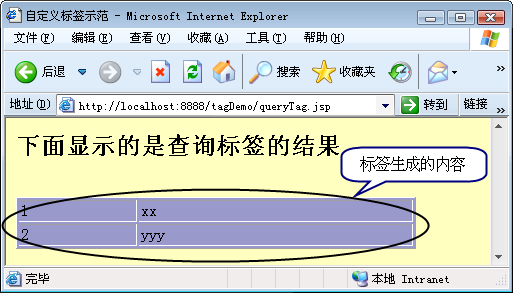 自定义标签示范 - Microsoft Internet Explorer
文件(F) 编辑(E) 查看(V) 收藏(A) 工具(T) 帮助(H)
后退 搜索 收藏夹
地址(D) http://localhost:8888/tagDemo/queryTag.jsp 转到 链接
下面显示的是查询标签的结果
标签生成的内容
1 xx
2 yyy
完毕 本地 Intranet